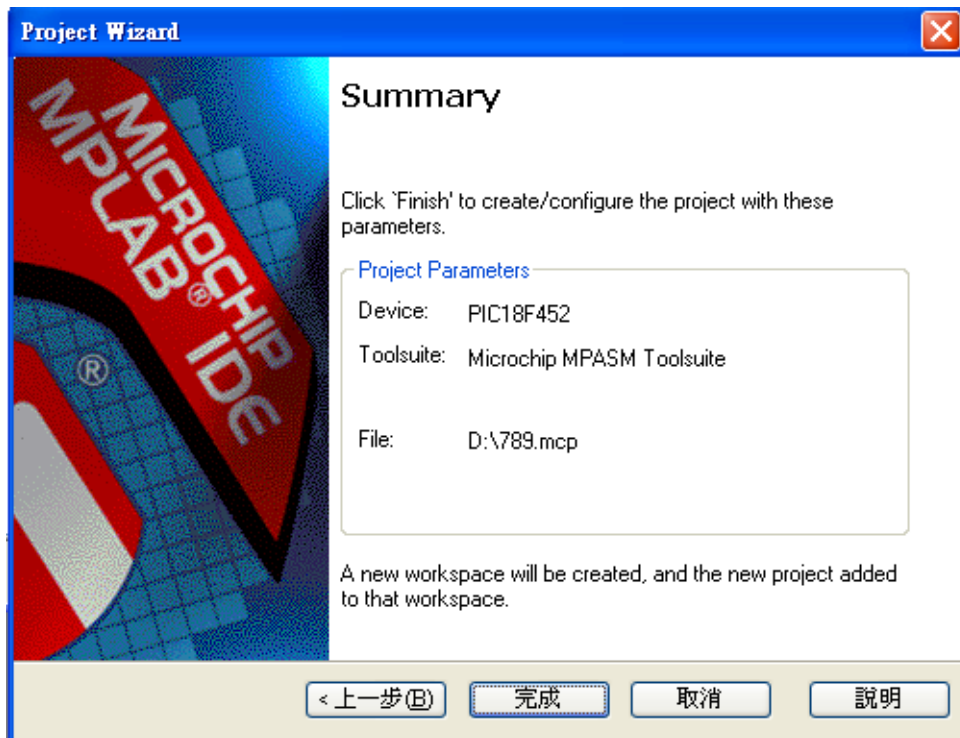 Project Wizard
MICROCHIP
MPLAB® IDE
®
Summary
Click `Finish' to create/configure the project with these
parameters.
Project Parameters
Device: PIC18F452
Toolsuite: Microchip MPASM Toolsuite
File: D:\789.mcp
A new workspace will be created, and the new project added
to that workspace.
<上一步(B) 完成 取消 說明